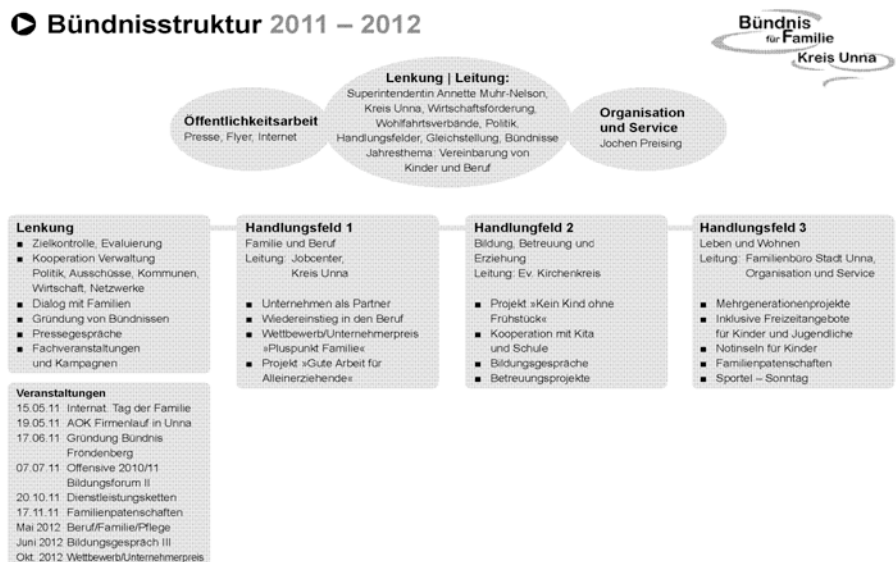 Bündnisstruktur 2011 – 2012
Bündnis
für Familie
Kreis Unna
Öffentlichkeitsarbeit
Presse, Flyer, Internet
Lenkung | Leitung:
Superintendentin Annette Muhr-Nelson,
Kreis Unna, Wirtschaftsförderung,
Wohlfahrtsverbände, Politik,
Handlungsfelder, Gleichstellung, Bündnisse
Jahresthema: Vereinbarung von
Kinder und Beruf
Organisation
und Service
Jochen Preising
Lenkung
■ Zielkontrolle, Evaluierung
■ Kooperation Verwaltung
Politik, Ausschüsse, Kommunen,
Wirtschaft, Netzwerke
■ Dialog mit Familien
■ Gründung von Bündnissen
■ Pressegespräche
■ Fachveranstaltungen
und Kampagnen
Handlungsfeld 1
Familie und Beruf
Leitung: Jobcenter,
Kreis Unna
■ Unternehmen als Partner
■ Wiedereinstieg in den Beruf
■ Wettbewerb/Unternehmerpreis
»Pluspunkt Familie«
■ Projekt »Gute Arbeit für
Alleinerziehende«
Handlungfeld 2
Bildung, Betreuung und
Erziehung
Leitung: Ev. Kirchenkreis
■ Projekt »Kein Kind ohne
Frühstück«
■ Kooperation mit Kita
und Schule
■ Bildungsgespräche
■ Betreuungsprojekte
Handlungsfeld 3
Leben und Wohnen
Leitung: Familienbüro Stadt Unna,
Organisation und Service
■ Mehrgenerationenprojekte
■ Inklusive Freizeitangebote
für Kinder und Jugendliche
■ Notinseln für Kinder
■ Familienpatenschaften
■ Sportel – Sonntag
Veranstaltungen
15.05.11 Internat. Tag der Familie
19.05.11 AOK Firmenlauf in Unna
17.06.11 Gründung Bündnis
Fröndenberg
07.07.11 Offensive 2010/11
Bildungsforum II
20.10.11 Dienstleistungsketten
17.11.11 Familienpatenschaften
Mai 2012 Beruf/Familie/Pflege
Juni 2012 Bildungsgespräch III
Okt. 2012 Wettbewerb/Unternehmerpreis